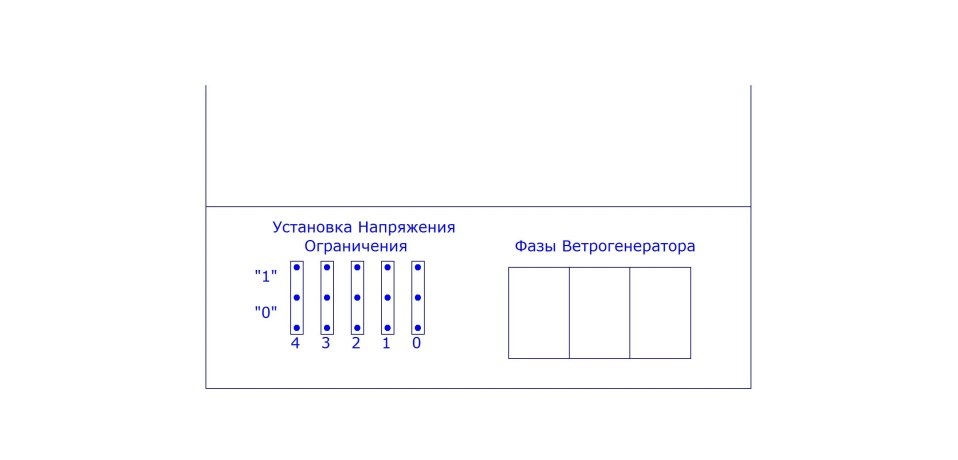 Установка Напряжения
Ограничения
Фазы Ветрогенератора
"1"
"0"
4 3 2 1 0